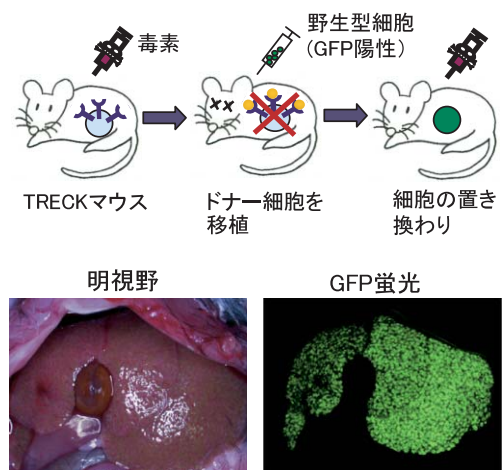 毒素
野生型細胞
(GFP陽性)
TRECKマウス
ドナー細胞を
移植
細胞の置き
換わり
明視野
GFP蛍光